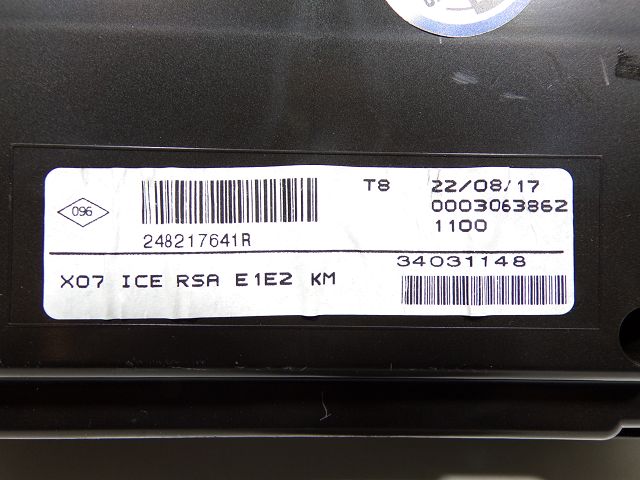 096
248217641R
T8 22/08/17
0003063862
1100
34031148
X07 ICE RSA E1E2 KM